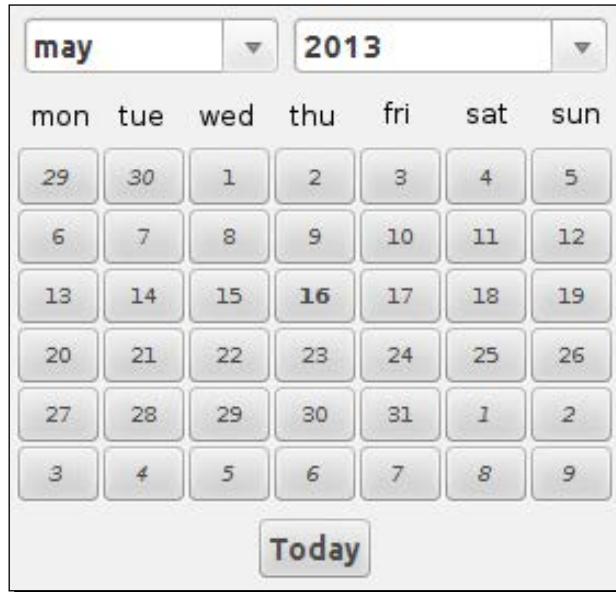 may 2013
mon tue wed thu fri sat sun
29 30 1 2 3 4 5
6 7 8 9 10 11 12
13 14 15 16 17 18 19
20 21 22 23 24 25 26
27 28 29 30 31 1 2
3 4 5 6 7 8 9
Today